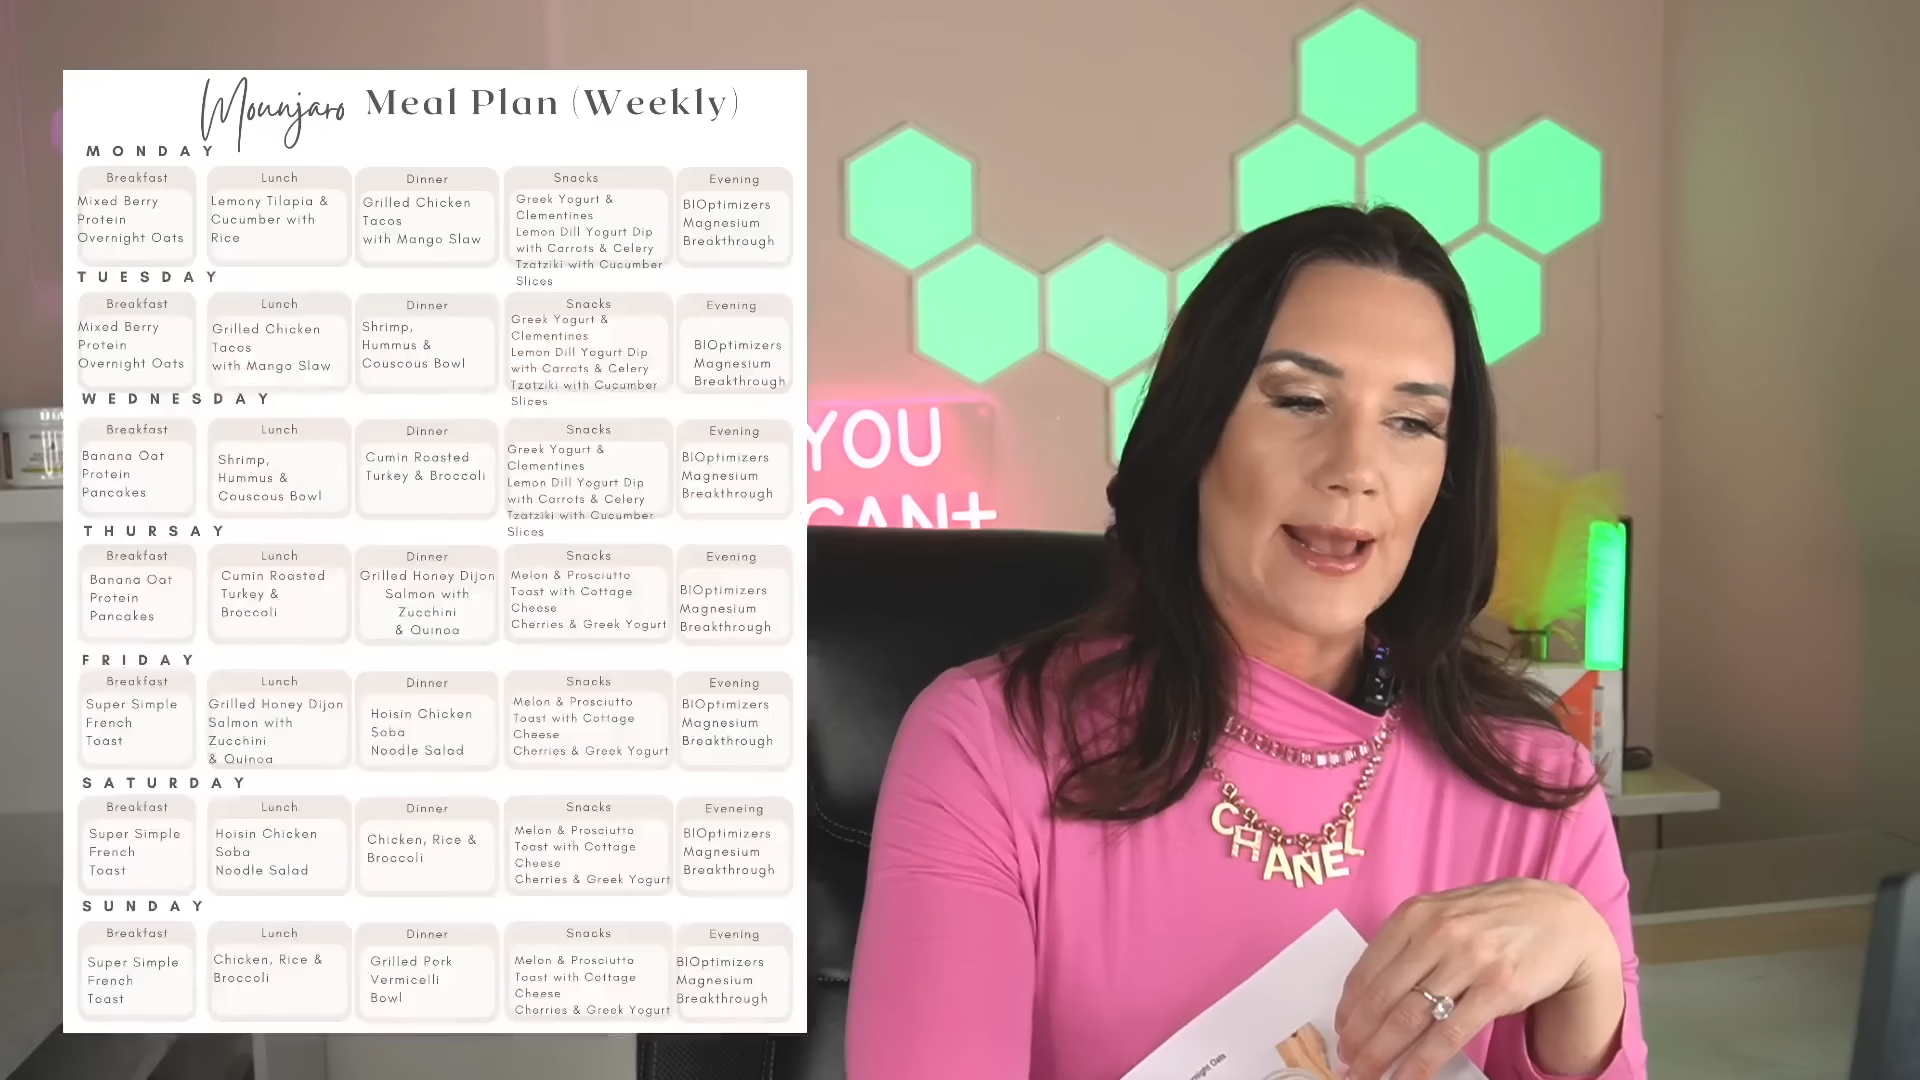 Mounjaro Meal Plan (Weekly)
MONDAY
Breakfast
Mixed Berry
Protein
Overnight Oats
Lunch
Lemony Tilapia &
Cucumber with
Rice
Dinner
Grilled Chicken
Tacos
with Mango Slaw
Snacks
Greek Yogurt &
Clementines
Lemon Dill Yogurt Dip
with Carrots & Celery
Tzatziki with Cucumber
Slices
Evening
BIOptimizers
Magnesium
Breakthrough
TUESDAY
Breakfast
Mixed Berry
Protein
Overnight Oats
Lunch
Grilled Chicken
Tacos
with Mango Slaw
Dinner
Shrimp,
Hummus &
Couscous Bowl
Snacks
Greek Yogurt &
Clementines
Lemon Dill Yogurt Dip
with Carrots & Celery
Tzatziki with Cucumber
Slices
Evening
BIOptimizers
Magnesium
Breakthrough
WEDNESDAY
Breakfast
Banana Oat
Protein
Pancakes
Lunch
Shrimp,
Hummus &
Couscous Bowl
Dinner
Cumin Roasted
Turkey & Broccoli
Snacks
Greek Yogurt &
Clementines
Lemon Dill Yogurt Dip
with Carrots & Celery
Tzatziki with Cucumber
Slices
Evening
BIOptimizers
Magnesium
Breakthrough
THURSAY
Breakfast
Banana Oat
Protein
Pancakes
Lunch
Cumin Roasted
Turkey &
Broccoli
Dinner
Grilled Honey Dijon
Salmon with
Zucchini
& Quinoa
Snacks
Melon & Prosciutto
Toast with Cottage
Cheese
Cherries & Greek Yogurt
Evening
BIOptimizers
Magnesium
Breakthrough
FRIDAY
Breakfast
Super Simple
French
Toast
Lunch
Grilled Honey Dijon
Salmon with
Zucchini
& Quinoa
Dinner
Hoisin Chicken
Soba
Noodle Salad
Snacks
Melon & Prosciutto
Toast with Cottage
Cheese
Cherries & Greek Yogurt
Evening
BIOptimizers
Magnesium
Breakthrough
SATURDAY
Breakfast
Super Simple
French
Toast
Lunch
Hoisin Chicken
Soba
Noodle Salad
Dinner
Chicken, Rice &
Broccoli
Snacks
Melon & Prosciutto
Toast with Cottage
Cheese
Cherries & Greek Yogurt
Eveneing
BIOptimizers
Magnesium
Breakthrough
SUNDAY
Breakfast
Super Simple
French
Toast
Lunch
Chicken, Rice &
Broccoli
Dinner
Grilled Pork
Vermicelli
Bowl
Snacks
Melon & Prosciutto
Toast with Cottage
Cheese
Cherries & Greek Yogurt
Evening
BIOptimizers
Magnesium
Breakthrough
YOU
CAN
CHANEL
Oats